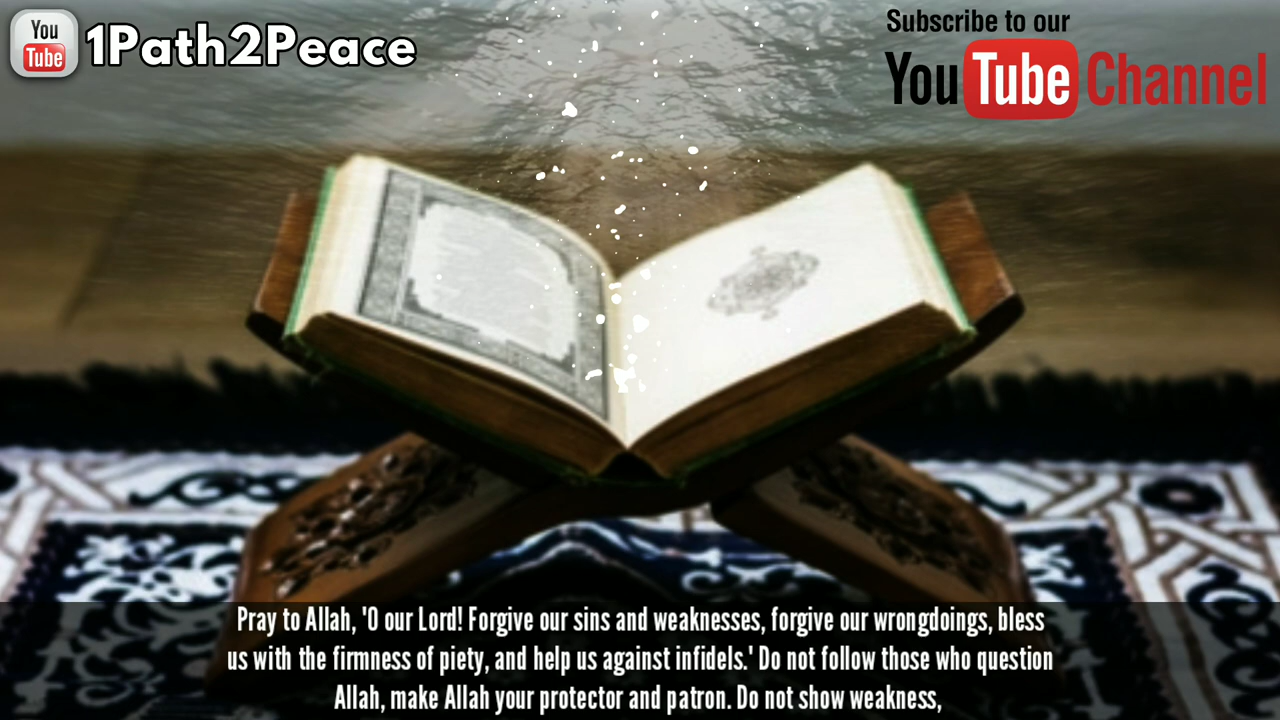 You
Tube
1Path2Peace
Subscribe to our
YouTube Channel
Pray to Allah, 'O our Lord! Forgive our sins and weaknesses, forgive our wrongdoings, bless
us with the firmness of piety, and help us against infidels.' Do not follow those who question
Allah, make Allah your protector and patron. Do not show weakness,